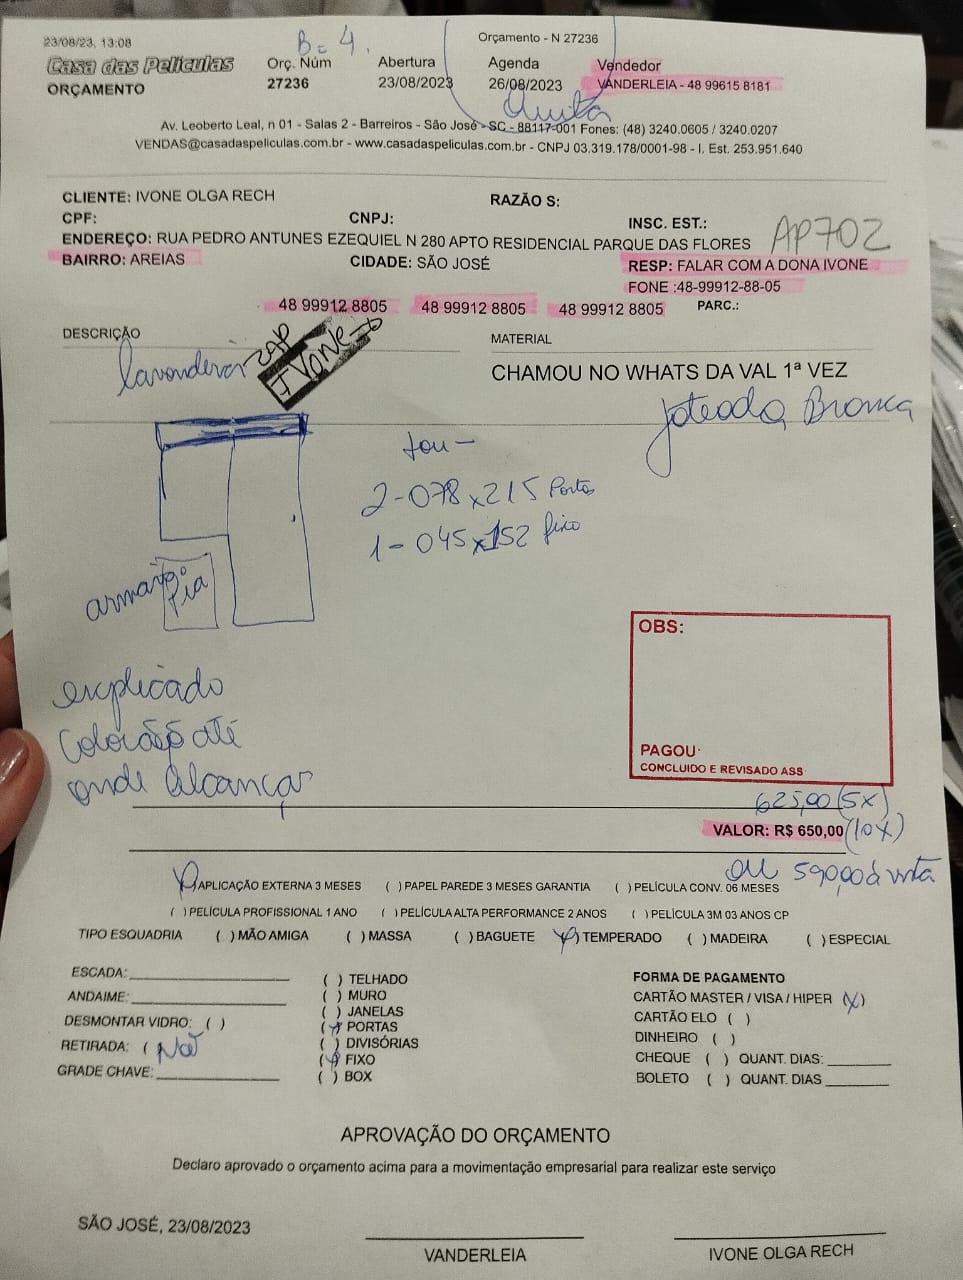 23/08/23, 13:08
Orçamento - N 27236
B = 4.
Casa das Películas
ORÇAMENTO
Orç. Núm
27236
Abertura
23/08/2023
Agenda
26/08/2023
Vendedor
VANDERLEIA - 48 99615 8181
Av. Leoberto Leal, n 01 - Salas 2 - Barreiros - São José - SC - 88117-001 Fones: (48) 3240.0605 / 3240.0207
VENDAS@casadaspeliculas.com.br - www.casadaspeliculas.com.br - CNPJ 03.319.178/0001-98 - I. Est. 253.951.640
CLIENTE: IVONE OLGA RECH
RAZÃO S:
CPF:
CNPJ:
INSC. EST.:
ENDEREÇO: RUA PEDRO ANTUNES EZEQUIEL N 280 APTO RESIDENCIAL PARQUE DAS FLORES AP702
BAIRRO: AREIAS
CIDADE: SÃO JOSÉ
RESP: FALAR COM A DONA IVONE
FONE :48-99912-88-05
48 99912 8805 48 99912 8805 48 99912 8805 PARC.:
DESCRIÇÃO
MATERIAL
lavanderia
ZAP
IVONE
CHAMOU NO WHATS DA VAL 1ª VEZ
Jateada Branca
2-078x215 Portas
1-045x152 fixo
armario
Pia
OBS:
PAGOU:
CONCLUIDO E REVISADO ASS:
explicado
colocação até
onde alcançar
625,00 (5x)
VALOR: R$ 650,00 (10x)
ou 590,00 à vista
APLICAÇÃO EXTERNA 3 MESES ( ) PAPEL PAREDE 3 MESES GARANTIA ( ) PELÍCULA CONV. 06 MESES
( ) PELÍCULA PROFISSIONAL 1 ANO ( ) PELÍCULA ALTA PERFORMANCE 2 ANOS ( ) PELÍCULA 3M 03 ANOS CP
TIPO ESQUADRIA ( ) MÃO AMIGA ( ) MASSA ( ) BAGUETE (x) TEMPERADO ( ) MADEIRA ( ) ESPECIAL
ESCADA:
ANDAIME:
DESMONTAR VIDRO: ( )
RETIRADA: ( Não
GRADE CHAVE:
( ) TELHADO
( ) MURO
( ) JANELAS
(x) PORTAS
( ) DIVISÓRIAS
(x) FIXO
( ) BOX
FORMA DE PAGAMENTO
CARTÃO MASTER / VISA / HIPER (x)
CARTÃO ELO ( )
DINHEIRO ( )
CHEQUE ( ) QUANT. DIAS:
BOLETO ( ) QUANT. DIAS
APROVAÇÃO DO ORÇAMENTO
Declaro aprovado o orçamento acima para a movimentação empresarial para realizar este serviço
SÃO JOSÉ, 23/08/2023
VANDERLEIA
IVONE OLGA RECH